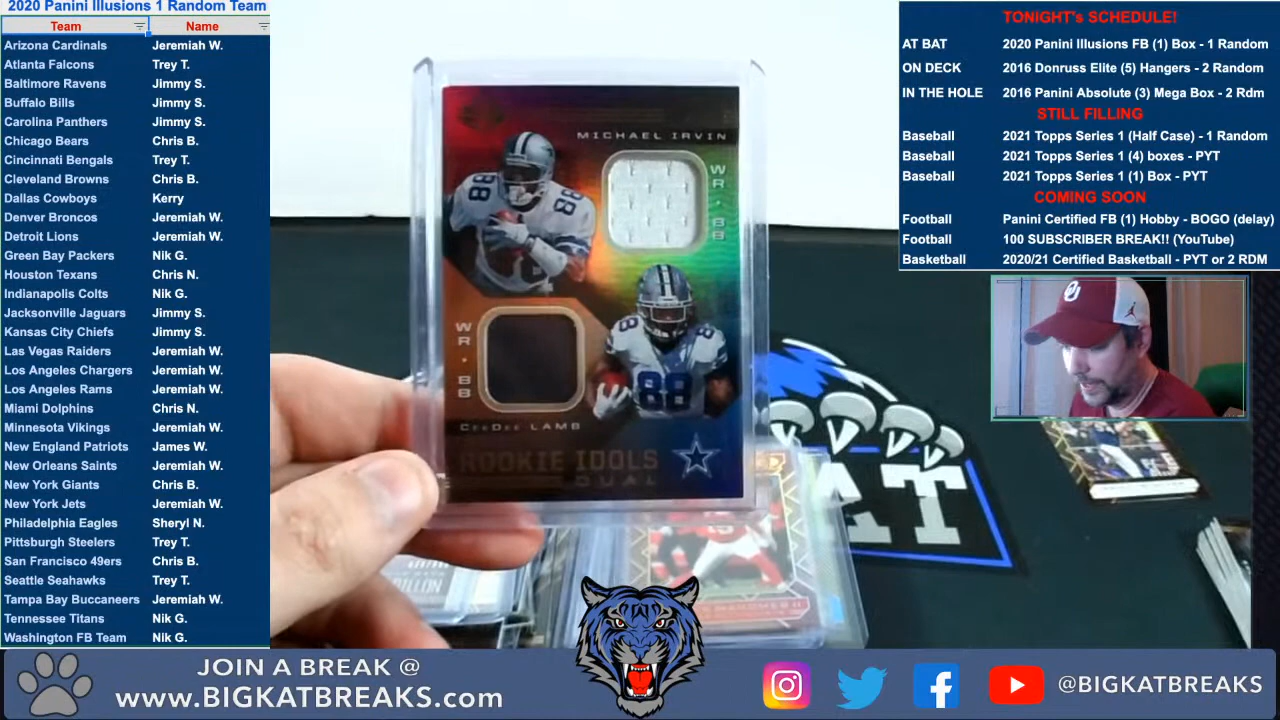 2020 Panini Illusions 1 Random Team
Team Name
Arizona Cardinals Jeremiah W.
Atlanta Falcons Trey T.
Baltimore Ravens Jimmy S.
Buffalo Bills Jimmy S.
Carolina Panthers Jimmy S.
Chicago Bears Chris B.
Cincinnati Bengals Trey T.
Cleveland Browns Chris B.
Dallas Cowboys Kerry
Denver Broncos Jeremiah W.
Detroit Lions Jeremiah W.
Green Bay Packers Nik G.
Houston Texans Chris N.
Indianapolis Colts Nik G.
Jacksonville Jaguars Jimmy S.
Kansas City Chiefs Jimmy S.
Las Vegas Raiders Jeremiah W.
Los Angeles Chargers Jeremiah W.
Los Angeles Rams Jeremiah W.
Miami Dolphins Chris N.
Minnesota Vikings Jeremiah W.
New England Patriots James W.
New Orleans Saints Jeremiah W.
New York Giants Chris B.
New York Jets Jeremiah W.
Philadelphia Eagles Sheryl N.
Pittsburgh Steelers Trey T.
San Francisco 49ers Chris B.
Seattle Seahawks Trey T.
Tampa Bay Buccaneers Jeremiah W.
Tennessee Titans Nik G.
Washington FB Team Nik G.
MICHAEL IRVIN
WR • 88
88
88
WR • 88
88
88
CEEDEE LAMB
ROOKIE IDOLS
DUAL
DILLON
AT
TONIGHT's SCHEDULE!
AT BAT 2020 Panini Illusions FB (1) Box - 1 Random
ON DECK 2016 Donruss Elite (5) Hangers - 2 Random
IN THE HOLE 2016 Panini Absolute (3) Mega Box - 2 Rdm
STILL FILLING
Baseball 2021 Topps Series 1 (Half Case) - 1 Random
Baseball 2021 Topps Series 1 (4) boxes - PYT
Baseball 2021 Topps Series 1 (1) Box - PYT
COMING SOON
Football Panini Certified FB (1) Hobby - BOGO (delay)
Football 100 SUBSCRIBER BREAK!! (YouTube)
Basketball 2020/21 Certified Basketball - PYT or 2 RDM
JOIN A BREAK @
www.BIGKATBREAKS.com
@BIGKATBREAKS